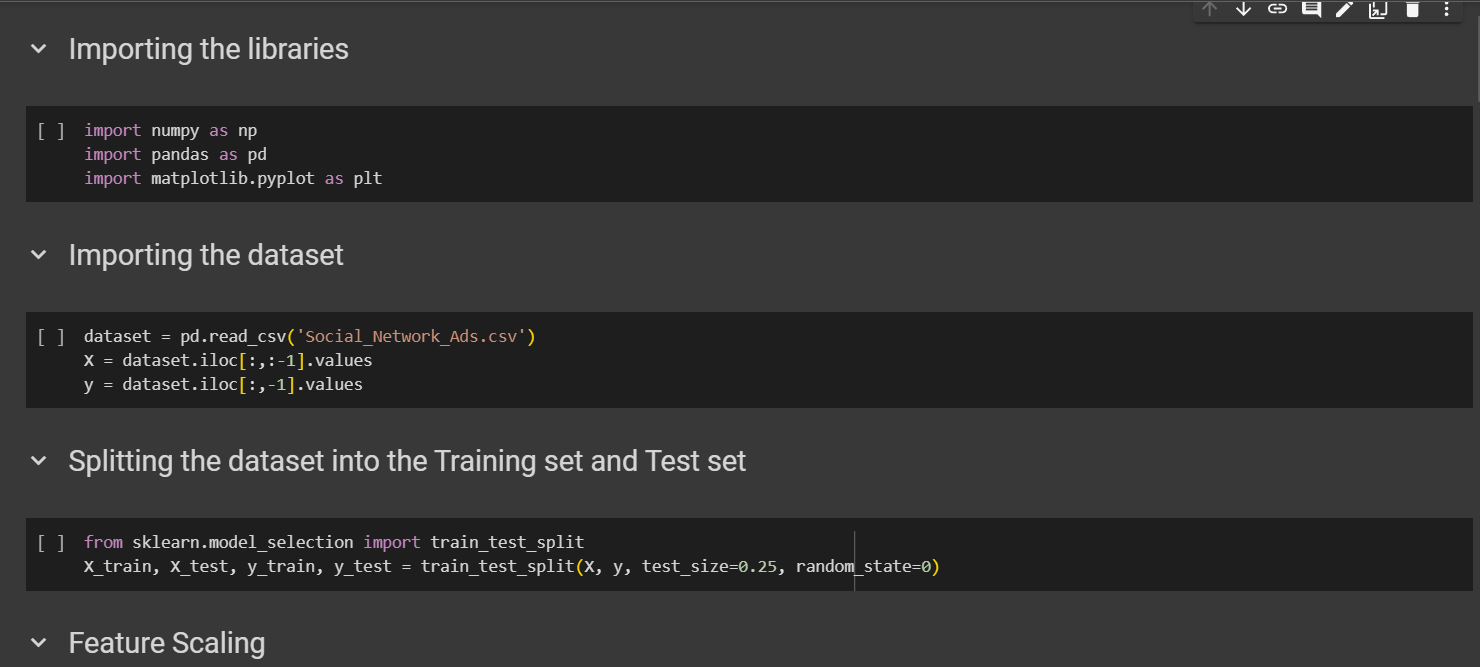 Importing the libraries
[ ] import numpy as np
import pandas as pd
import matplotlib.pyplot as plt
Importing the dataset
[ ] dataset = pd.read_csv('Social_Network_Ads.csv')
X = dataset.iloc[:,:-1].values
y = dataset.iloc[:,-1].values
Splitting the dataset into the Training set and Test set
[ ] from sklearn.model_selection import train_test_split
X_train, X_test, y_train, y_test = train_test_split(X, y, test_size=0.25, random_state=0)
Feature Scaling